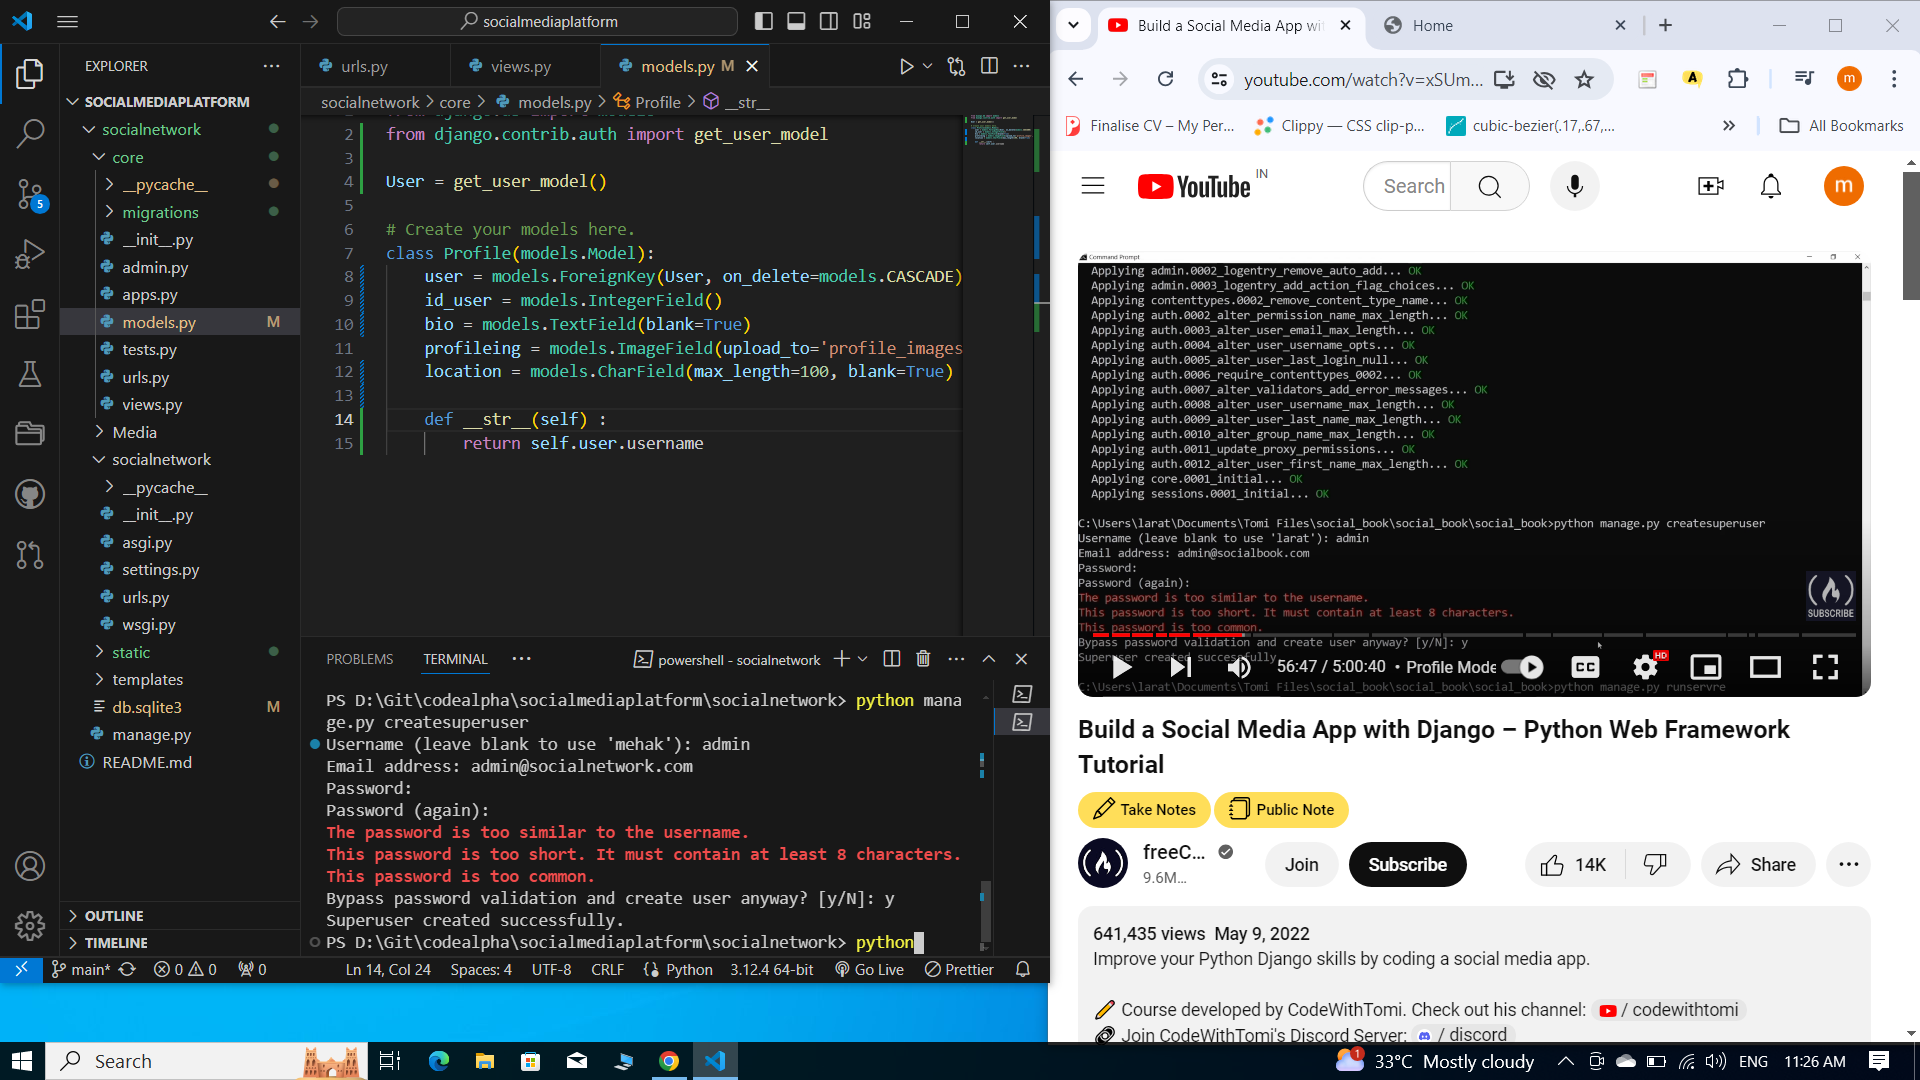 socialmediaplatform
EXPLORER
SOCIALMEDIAPLATFORM
socialnetwork
core
__pycache__
migrations
__init__.py
admin.py
apps.py
models.py M
tests.py
urls.py
views.py
Media
socialnetwork
__pycache__
__init__.py
asgi.py
settings.py
urls.py
wsgi.py
static
templates
db.sqlite3 M
manage.py
README.md
OUTLINE
TIMELINE
5
urls.py
views.py
models.py M
socialnetwork > core > models.py > Profile > __str__
2 from django.contrib.auth import get_user_model
3
4 User = get_user_model()
5
6 # Create your models here.
7 class Profile(models.Model):
8 user = models.ForeignKey(User, on_delete=models.CASCADE)
9 id_user = models.IntegerField()
10 bio = models.TextField(blank=True)
11 profileing = models.ImageField(upload_to='profile_images
12 location = models.CharField(max_length=100, blank=True)
13
14 def __str__(self) :
15 return self.user.username
PROBLEMS
TERMINAL
powershell - socialnetwork
PS D:\Git\codealpha\socialmediaplatform\socialnetwork> python mana
ge.py createsuperuser
Username (leave blank to use 'mehak'): admin
Email address: admin@socialnetwork.com
Password:
Password (again):
The password is too similar to the username.
This password is too short. It must contain at least 8 characters.
This password is too common.
Bypass password validation and create user anyway? [y/N]: y
Superuser created successfully.
PS D:\Git\codealpha\socialmediaplatform\socialnetwork> python
main* 0 0 0 Ln 14, Col 24 Spaces: 4 UTF-8 CRLF Python 3.12.4 64-bit Go Live Prettier
Build a Social Media App wit
Home
youtube.com/watch?v=xSUm...
A
m
Finalise CV – My Per...
Clippy — CSS clip-p...
cubic-bezier(.17,.67,...
All Bookmarks
YouTube IN
Search
m
Command Prompt
Applying admin.0002_logentry_remove_auto_add... OK
Applying admin.0003_logentry_add_action_flag_choices... OK
Applying contenttypes.0002_remove_content_type_name... OK
Applying auth.0002_alter_permission_name_max_length... OK
Applying auth.0003_alter_user_email_max_length... OK
Applying auth.0004_alter_user_username_opts... OK
Applying auth.0005_alter_user_last_login_null... OK
Applying auth.0006_require_contenttypes_0002... OK
Applying auth.0007_alter_validators_add_error_messages... OK
Applying auth.0008_alter_user_username_max_length... OK
Applying auth.0009_alter_user_last_name_max_length... OK
Applying auth.0010_alter_group_name_max_length... OK
Applying auth.0011_update_proxy_permissions... OK
Applying auth.0012_alter_user_first_name_max_length... OK
Applying core.0001_initial... OK
Applying sessions.0001_initial... OK
C:\Users\larat\Documents\Tomi Files\social_book\social_book\social_book>python manage.py createsuperuser
Username (leave blank to use 'larat'): admin
Email address: admin@socialbook.com
Password:
Password (again):
The password is too similar to the username.
This password is too short. It must contain at least 8 characters.
This password is too common.
Bypass password validation and create user anyway? [y/N]: y
Superuser created successfully
C:\Users\larat\Documents\Tomi Files\social_book\social_book\social_book>python manage.py runservre
SUBSCRIBE
56:47 / 5:00:40 • Profile Mode
CC
HD
Build a Social Media App with Django – Python Web Framework
Tutorial
Take Notes
Public Note
freeC...
9.6M...
Join
Subscribe
14K
Share
641,435 views May 9, 2022
Improve your Python Django skills by coding a social media app.
Course developed by CodeWithTomi. Check out his channel: / codewithtomi
Join CodeWithTomi's Discord Server: / discord
Search
1
33°C Mostly cloudy
ENG
11:26 AM